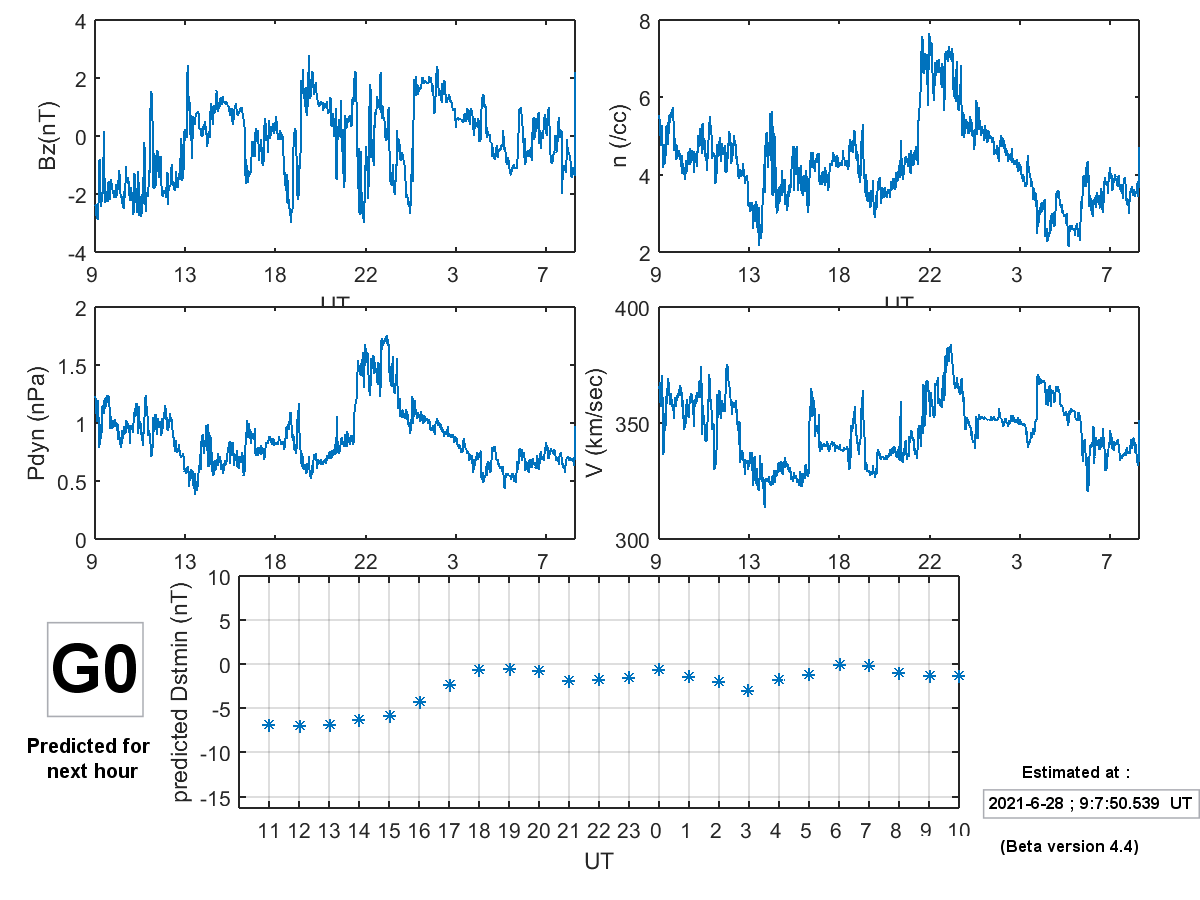 4
2
0
-2
-4
Bz(nT)
9 13 18 22 3 7
UT
8
6
4
2
n (/cc)
9 13 18 22 3 7
UT
2
1.5
1
0.5
0
Pdyn (nPa)
9 13 18 22 3 7
400
350
300
V (km/sec)
9 13 18 22 3 7
10
5
0
-5
-10
-15
predicted Dstmin (nT)
11 12 13 14 15 16 17 18 19 20 21 22 23 0 1 2 3 4 5 6 7 8 9 10
UT
G0
Predicted for
next hour
Estimated at :
2021-6-28 ; 9:7:50.539 UT
(Beta version 4.4)